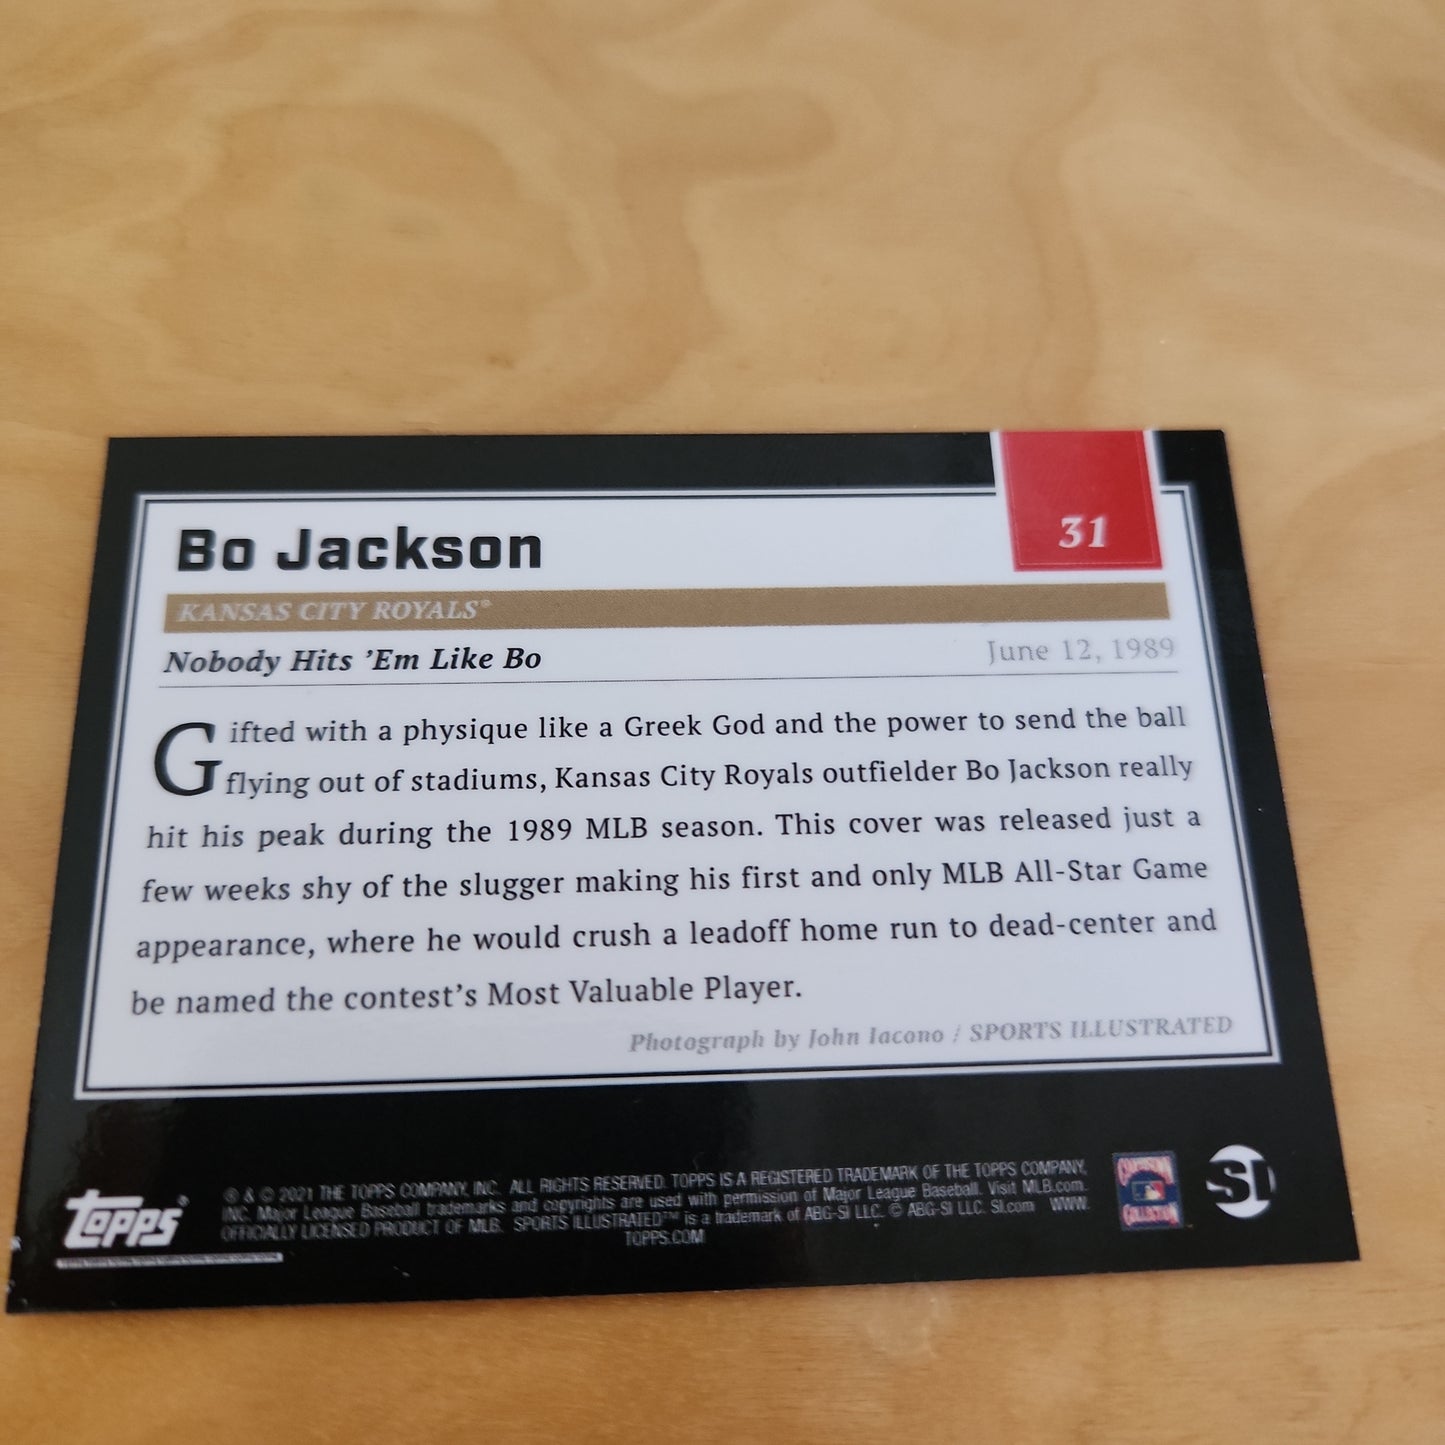 31
Bo Jackson
KANSAS CITY ROYALS®
Nobody Hits ’Em Like Bo
June 12, 1989
Gifted with a physique like a Greek God and the power to send the ball
flying out of stadiums, Kansas City Royals outfielder Bo Jackson really
hit his peak during the 1989 MLB season. This cover was released just a
few weeks shy of the slugger making his first and only MLB All-Star Game
appearance, where he would crush a leadoff home run to dead-center and
be named the contest’s Most Valuable Player.
Photograph by John Iacono / SPORTS ILLUSTRATED
topps®
® & © 2021 THE TOPPS COMPANY, INC. ALL RIGHTS RESERVED. TOPPS IS A REGISTERED TRADEMARK OF THE TOPPS COMPANY,
INC. Major League Baseball trademarks and copyrights are used with permission of Major League Baseball. Visit MLB.com.
OFFICIALLY LICENSED PRODUCT OF MLB. SPORTS ILLUSTRATED™ is a trademark of ABG-SI LLC. © ABG-SI LLC. SI.com WWW.
TOPPS.COM
COLLECTION
SI